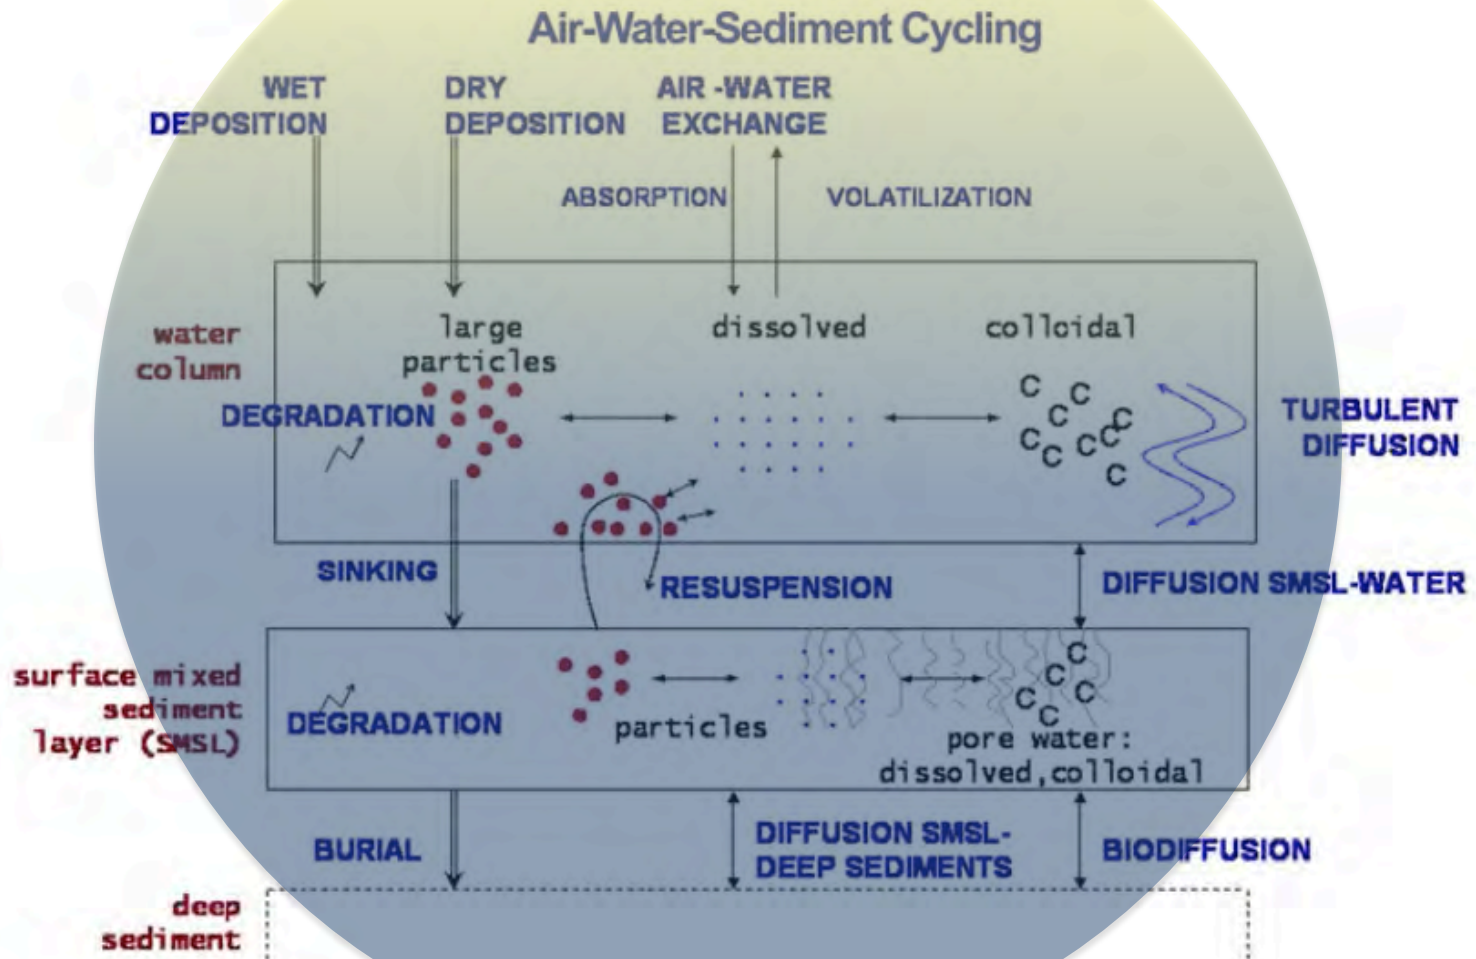 Air-Water-Sediment Cycling
WET
DEPOSITION
DRY
DEPOSITION
AIR -WATER
EXCHANGE
ABSORPTION
VOLATILIZATION
water
column
large
particles
dissolved
colloidal
C
C
C
C
C
C
C
C
C
DEGRADATION
TURBULENT
DIFFUSION
SINKING
RESUSPENSION
DIFFUSION SMSL-WATER
surface mixed
sediment
layer (SMSL)
DEGRADATION
particles
C
C
C
C
C
pore water:
dissolved,colloidal
BURIAL
DIFFUSION SMSL-
DEEP SEDIMENTS
BIODIFFUSION
deep
sediment